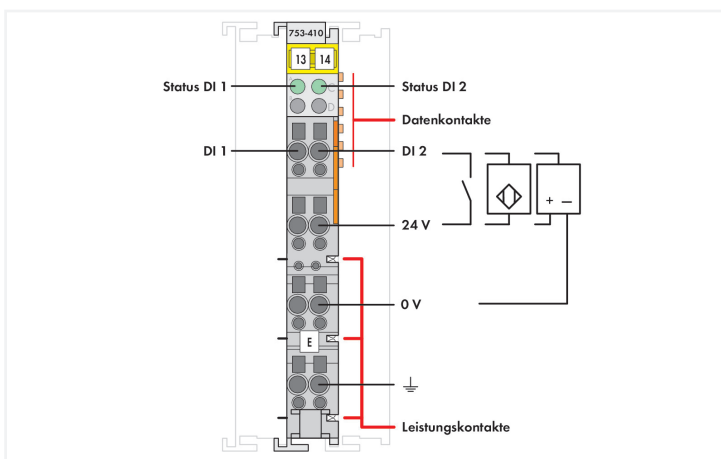 753-410
13 14
Status DI 1
C
Status DI 2
D
Datenkontakte
DI 1
DI 2
+ –
24 V
0 V
E
Leistungskontakte